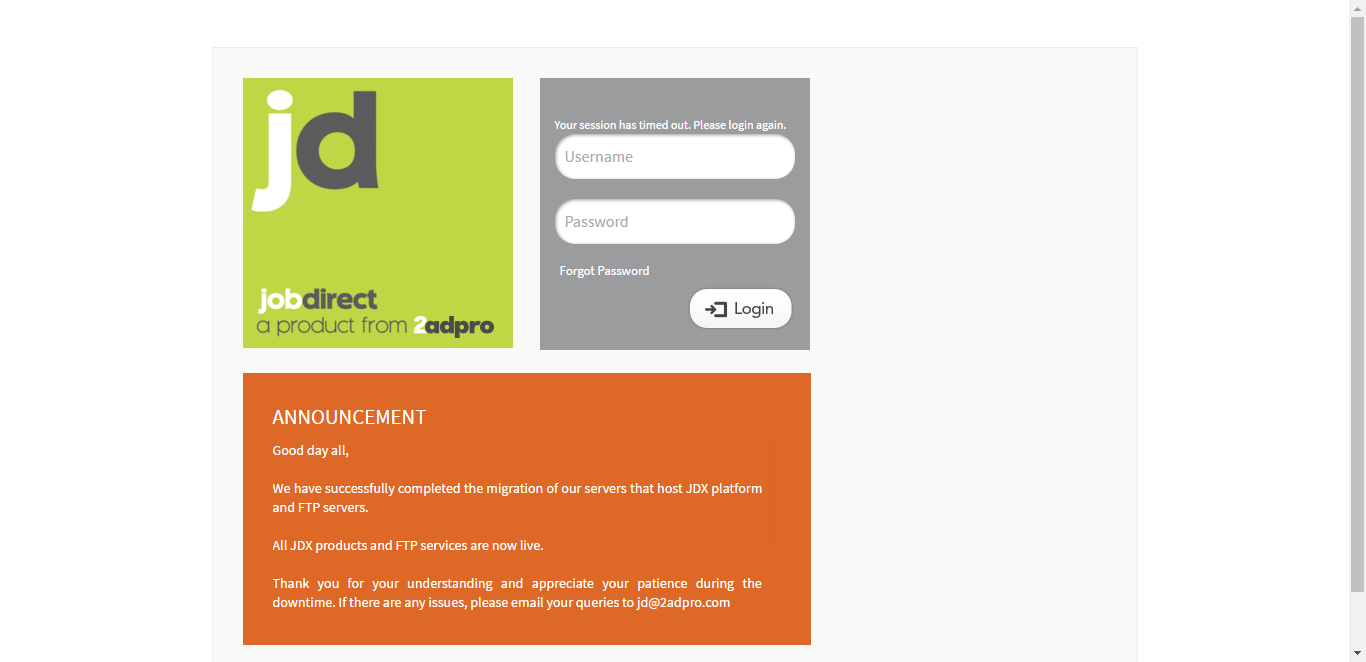 jd
jobdirect
a product from 2adpro
Your session has timed out. Please login again.
Username
Password
Forgot Password
Login
ANNOUNCEMENT
Good day all,
We have successfully completed the migration of our servers that host JDX platform
and FTP servers.
All JDX products and FTP services are now live.
Thank you for your understanding and appreciate your patience during the
downtime. If there are any issues, please email your queries to jd@2adpro.com